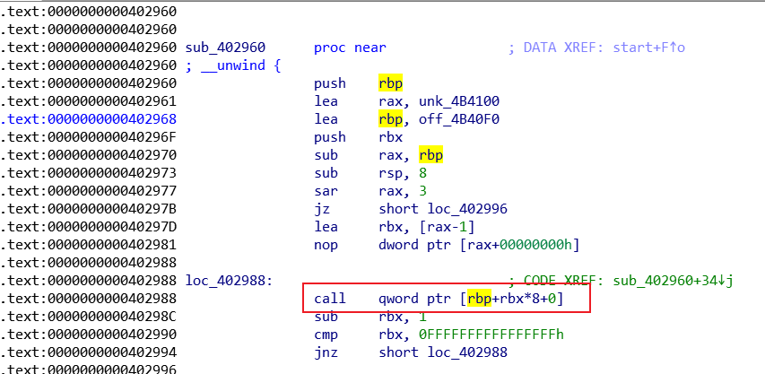 .text:0000000000402960
.text:0000000000402960
.text:0000000000402960 sub_402960 proc near ; DATA XREF: start+F↑o
.text:0000000000402960 ; __unwind {
.text:0000000000402960 push rbp
.text:0000000000402961 lea rax, unk_4B4100
.text:0000000000402968 lea rbp, off_4B40F0
.text:000000000040296F push rbx
.text:0000000000402970 sub rax, rbp
.text:0000000000402973 sub rsp, 8
.text:0000000000402977 sar rax, 3
.text:000000000040297B jz short loc_402996
.text:000000000040297D lea rbx, [rax-1]
.text:0000000000402981 nop dword ptr [rax+00000000h]
.text:0000000000402988
.text:0000000000402988 loc_402988: ; CODE XREF: sub_402960+34↓j
.text:0000000000402988 call qword ptr [rbp+rbx*8+0]
.text:000000000040298C sub rbx, 1
.text:0000000000402990 cmp rbx, 0FFFFFFFFFFFFFFFFh
.text:0000000000402994 jnz short loc_402988
.text:0000000000402996